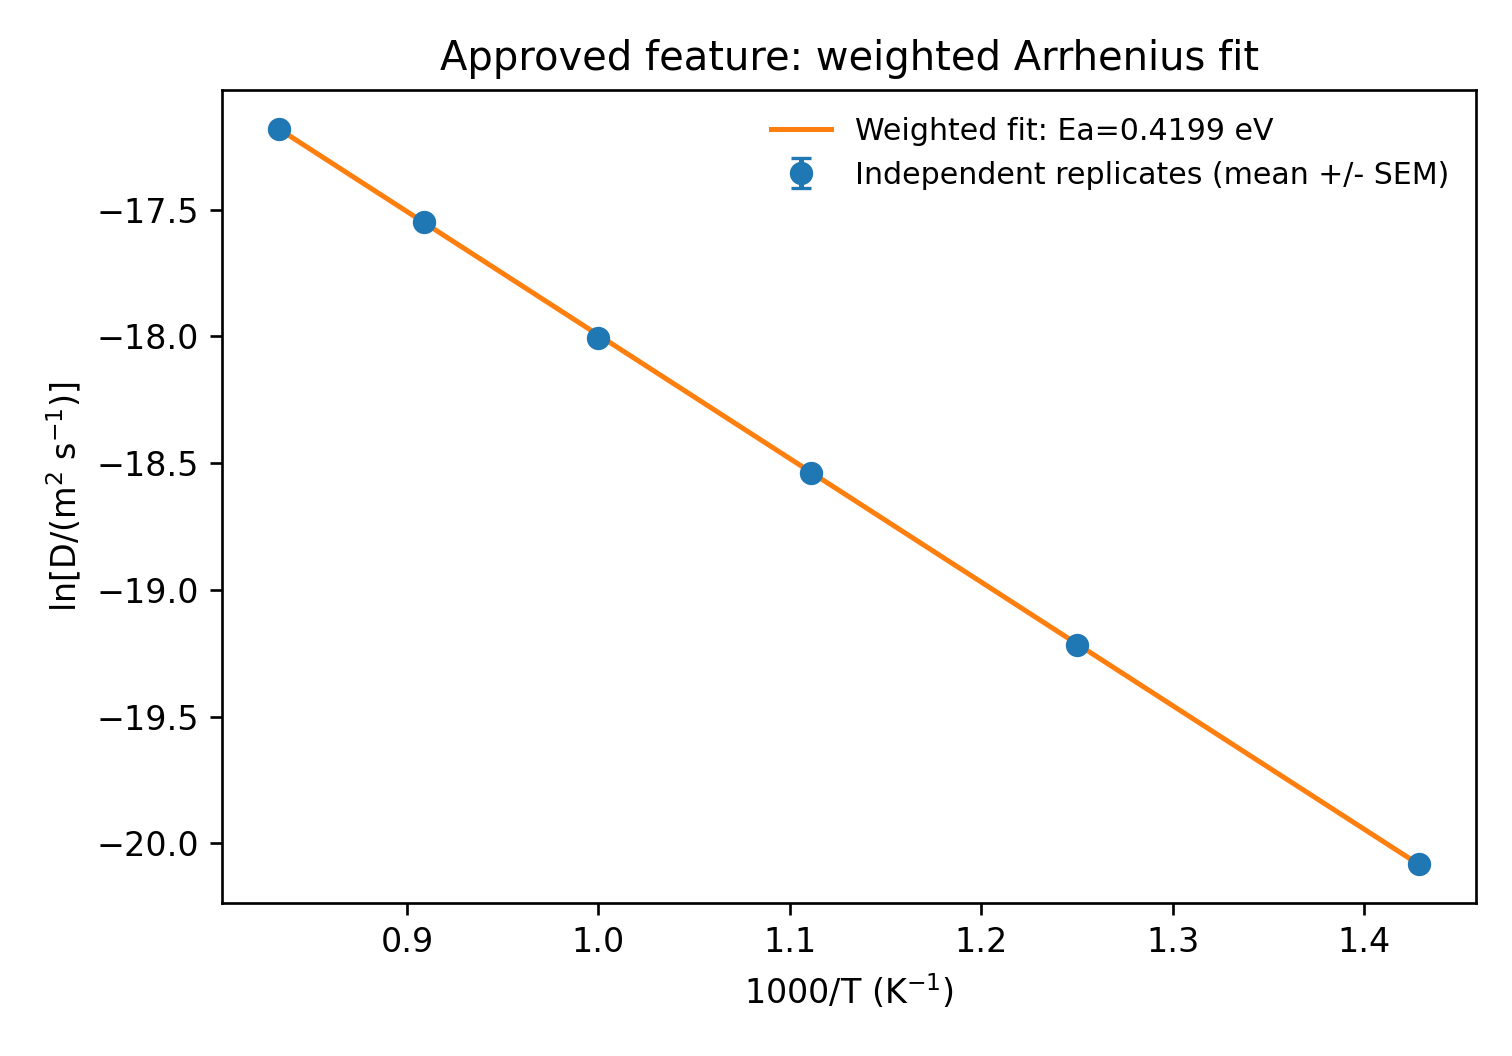 Approved feature: weighted Arrhenius fit
Weighted fit: Ea=0.4199 eV
Independent replicates (mean +/- SEM)
ln[D/(m² s⁻¹)]
−17.5
−18.0
−18.5
−19.0
−19.5
−20.0
0.9 1.0 1.1 1.2 1.3 1.4
1000/T (K⁻¹)